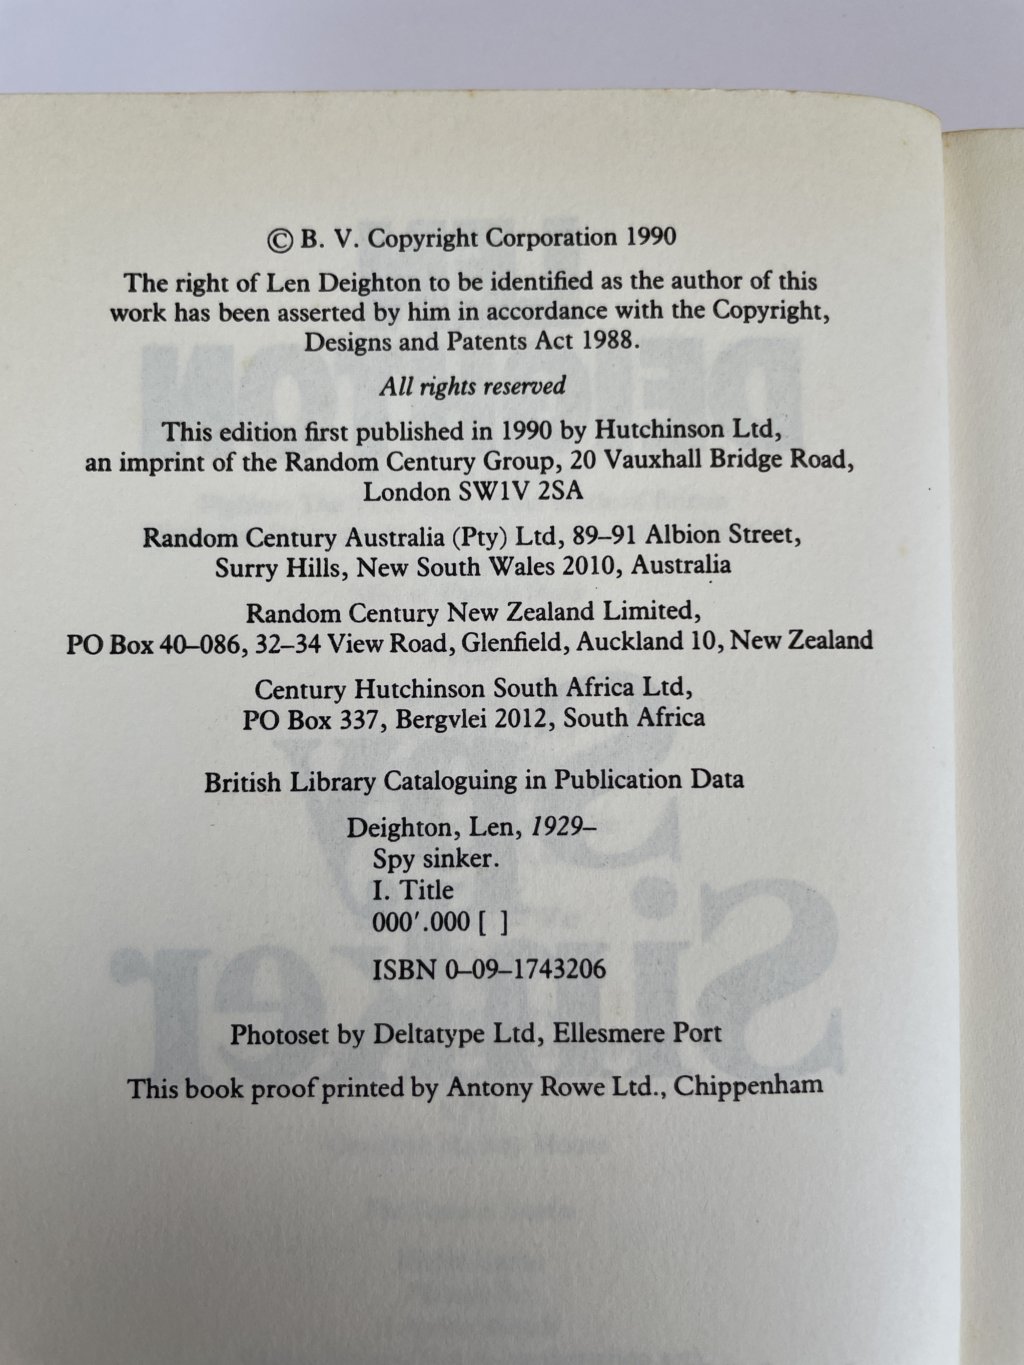 © B. V. Copyright Corporation 1990
The right of Len Deighton to be identified as the author of this
work has been asserted by him in accordance with the Copyright,
Designs and Patents Act 1988.
All rights reserved
This edition first published in 1990 by Hutchinson Ltd,
an imprint of the Random Century Group, 20 Vauxhall Bridge Road,
London SW1V 2SA
Random Century Australia (Pty) Ltd, 89–91 Albion Street,
Surry Hills, New South Wales 2010, Australia
Random Century New Zealand Limited,
PO Box 40–086, 32–34 View Road, Glenfield, Auckland 10, New Zealand
Century Hutchinson South Africa Ltd,
PO Box 337, Bergvlei 2012, South Africa
British Library Cataloguing in Publication Data
Deighton, Len, 1929–
Spy sinker.
I. Title
000′.000 [ ]
ISBN 0–09–1743206
Photoset by Deltatype Ltd, Ellesmere Port
This book proof printed by Antony Rowe Ltd., Chippenham